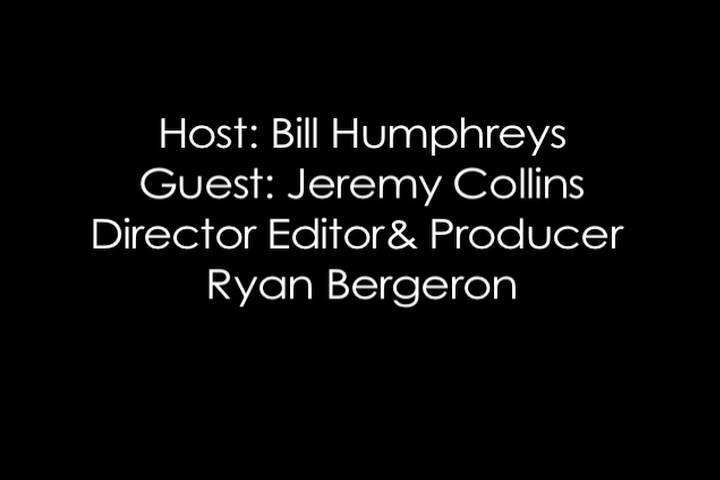 Host: Bill Humphreys
Guest: Jeremy Collins
Director Editor& Producer
Ryan Bergeron